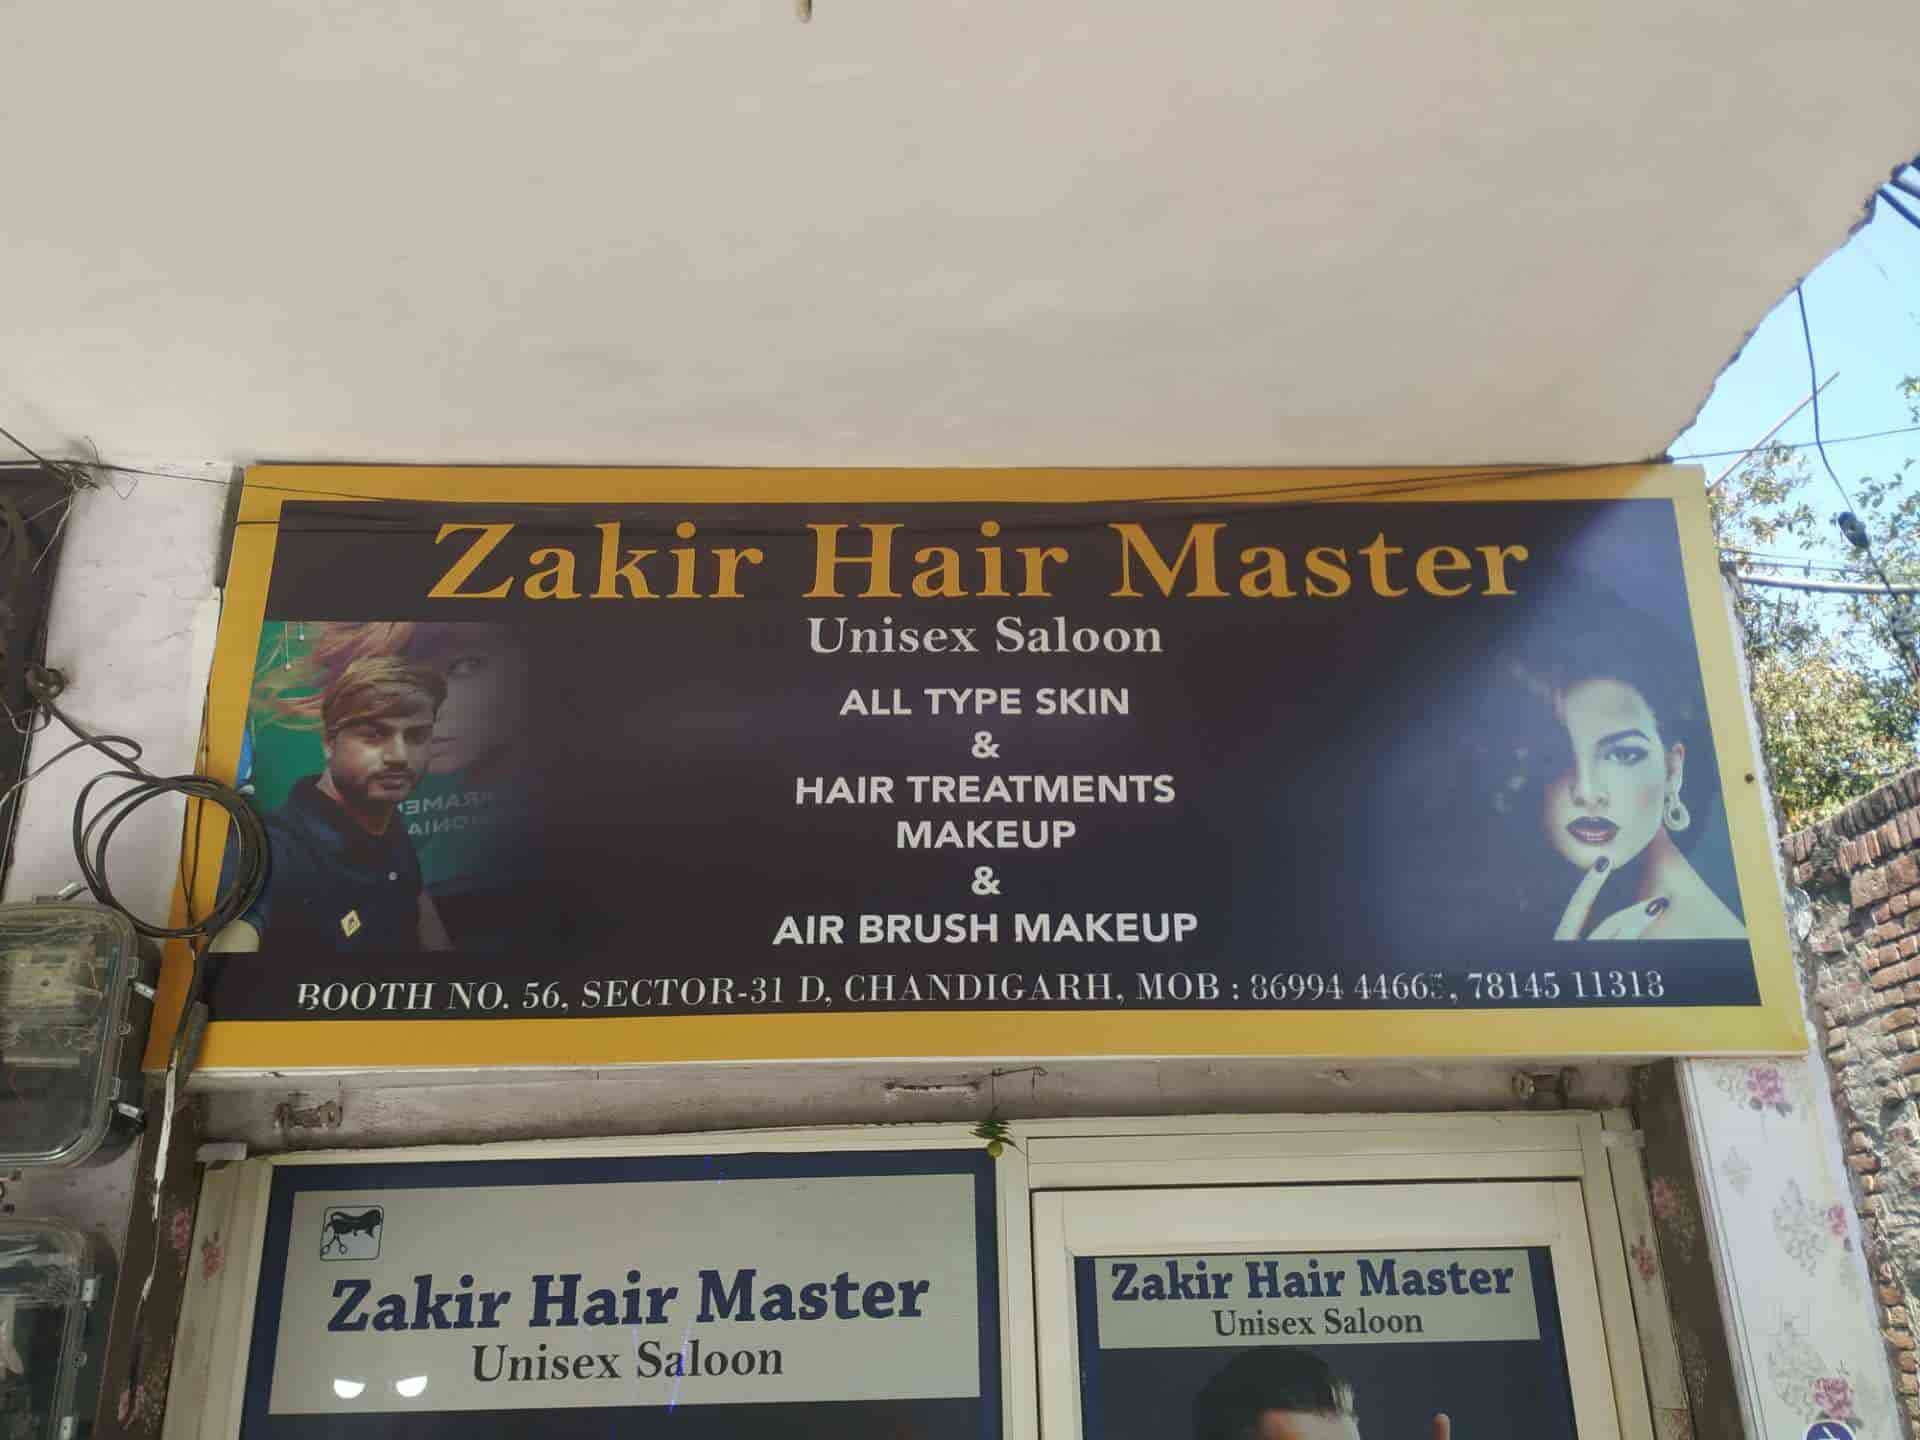 Zakir Hair Master
Unisex Saloon
ALL TYPE SKIN
&
HAIR TREATMENTS
MAKEUP
&
AIR BRUSH MAKEUP
BOOTH NO. 56, SECTOR-31 D, CHANDIGARH, MOB : 86994 , 78145 11318
Zakir Hair Master
Unisex Saloon
Zakir Hair Master
Unisex Saloon